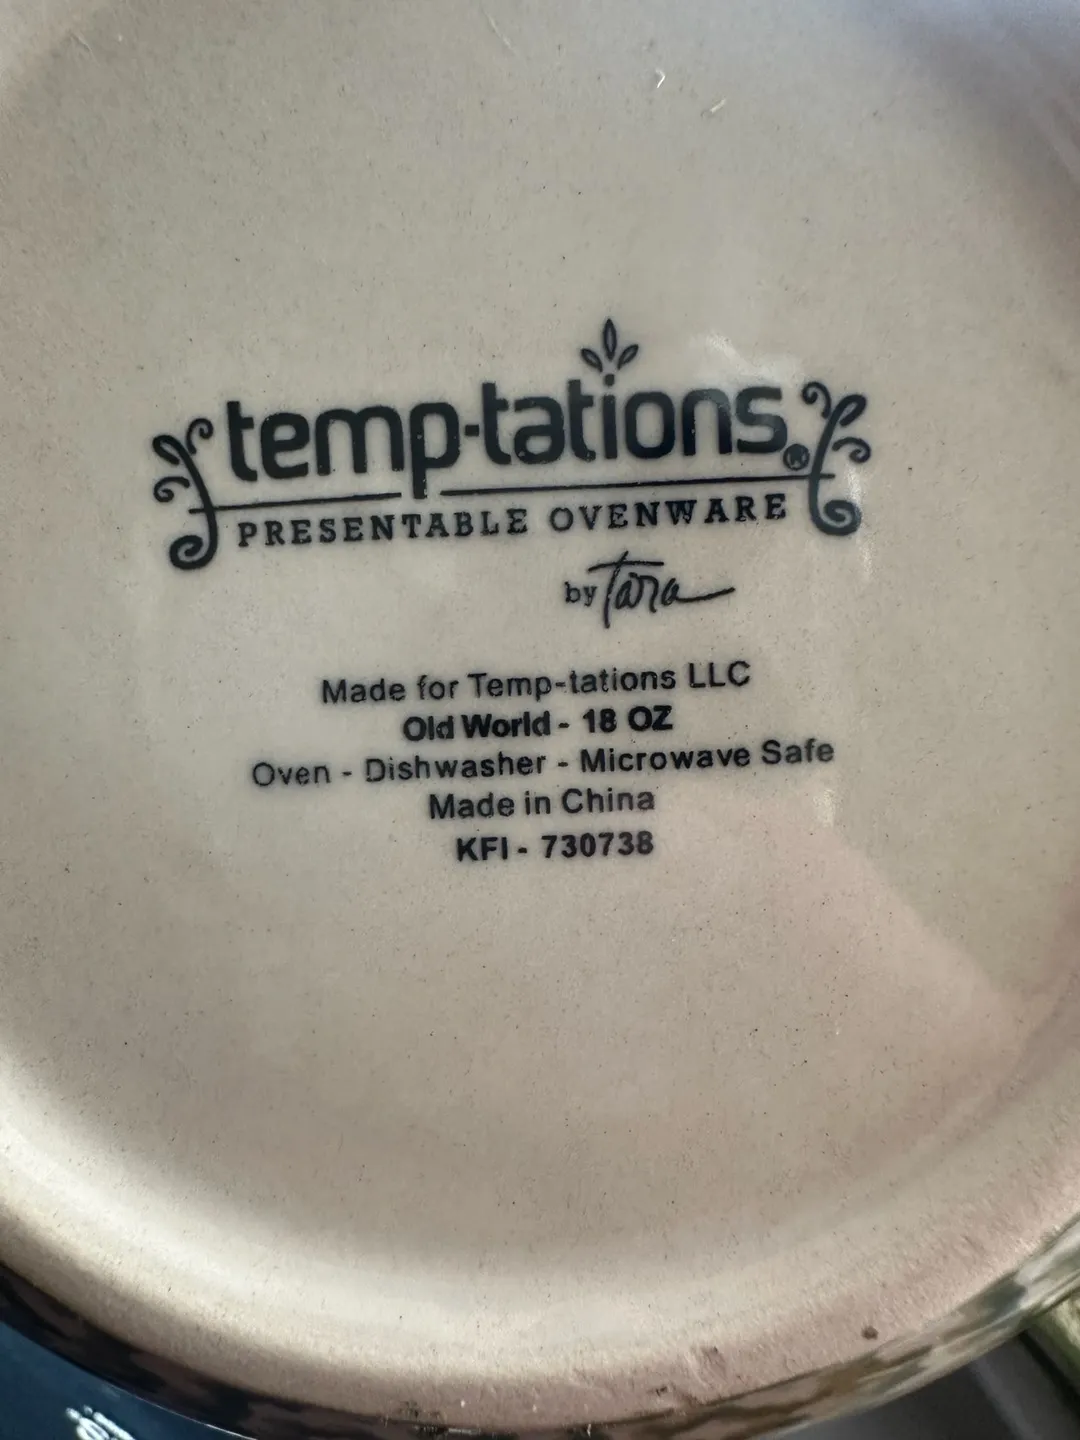 temp-tations®
PRESENTABLE OVENWARE
by Tara
Made for Temp-tations LLC
Old World - 18 OZ
Oven - Dishwasher - Microwave Safe
Made in China
KFI - 730738